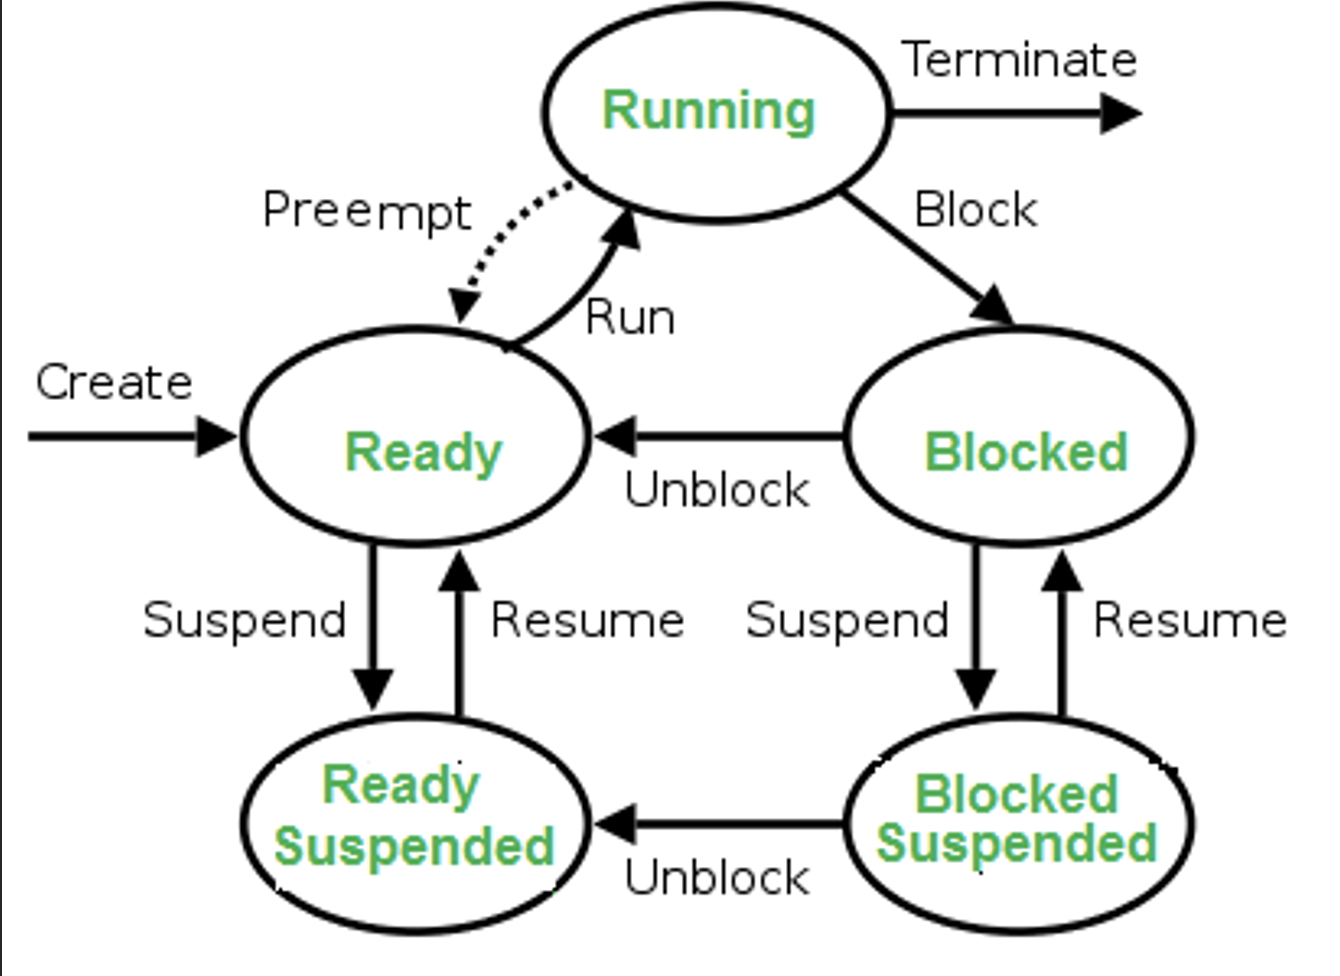 Terminate
Running
Preempt
Block
Run
Create
Ready
Blocked
Unblock
Suspend
Resume
Suspend
Resume
Ready
Suspended
Blocked
Suspended
Unblock